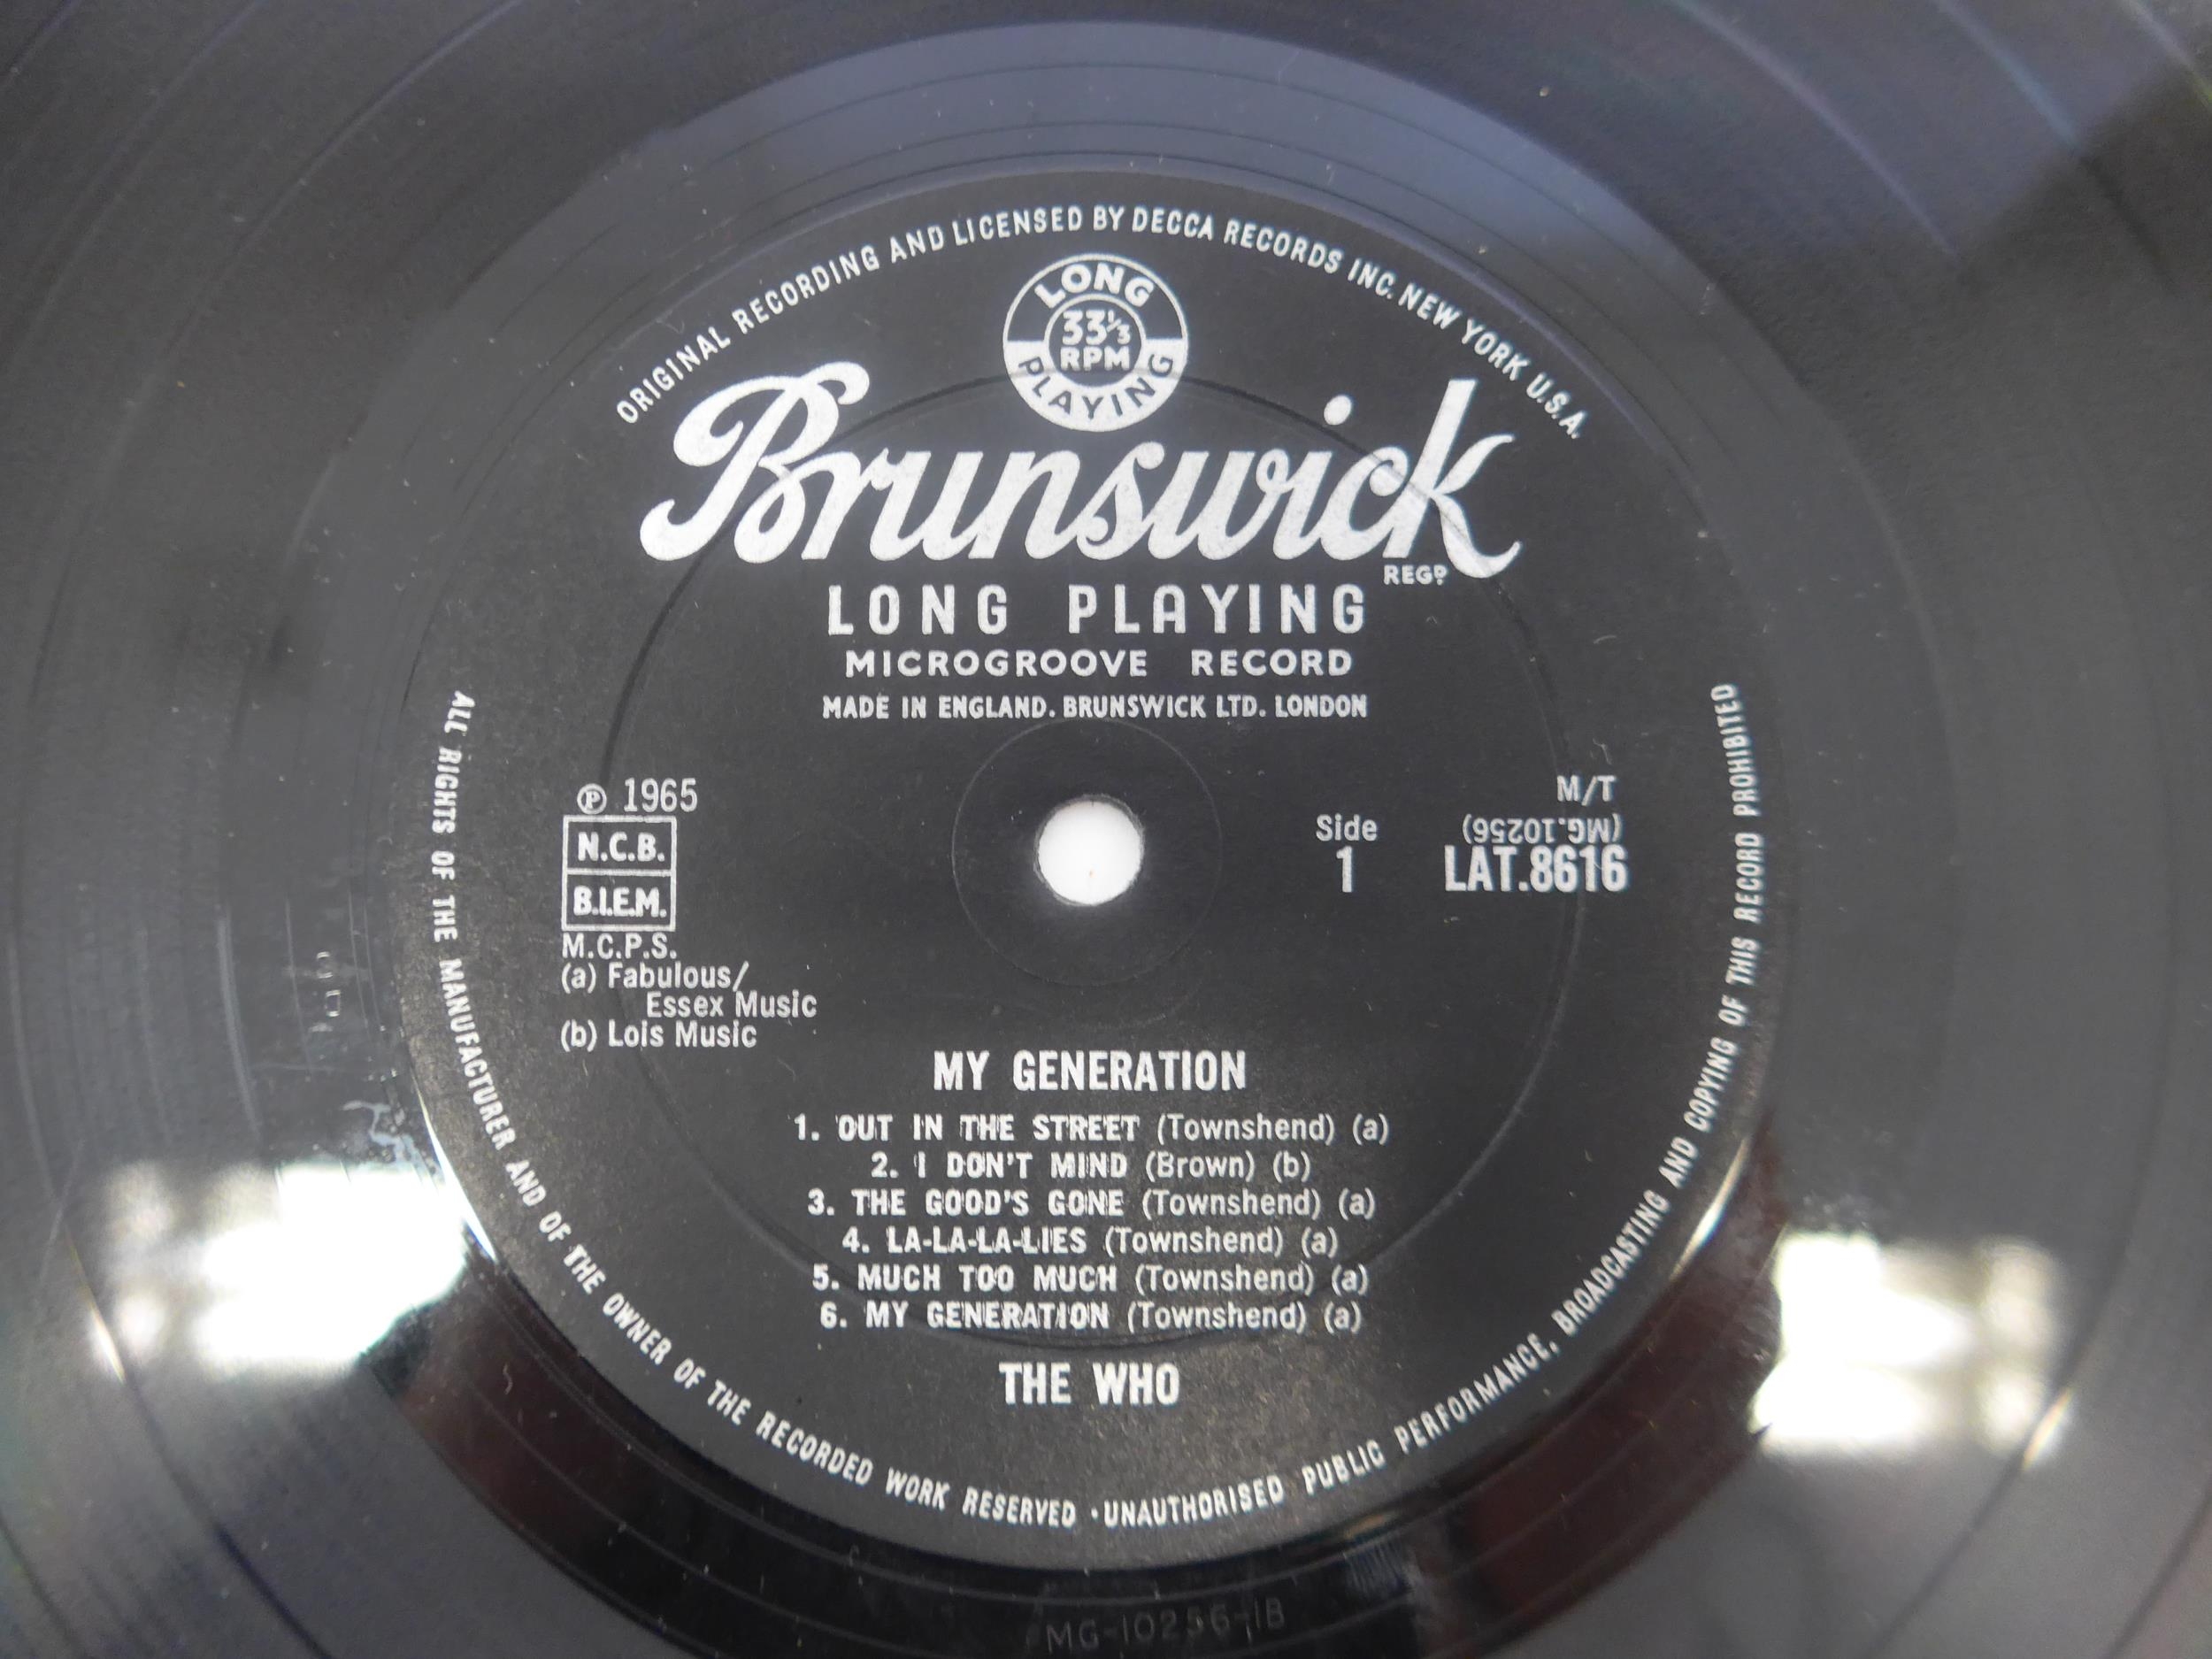 ORIGINAL RECORDING AND LICENSED BY DECCA RECORDS INC. NEW YORK U.S.A.
LONG
33⅓
RPM
PLAYING
Brunswick
REGD
LONG PLAYING
MICROGROOVE RECORD
MADE IN ENGLAND. BRUNSWICK LTD. LONDON
℗ 1965
N.C.B.
B.I.E.M.
M.C.P.S.
(a) Fabulous/
Essex Music
(b) Lois Music
M/T
(MG.10256)
Side
1
LAT.8616
MY GENERATION
1. OUT IN THE STREET (Townshend) (a)
2. I DON'T MIND (Brown) (b)
3. THE GOOD'S GONE (Townshend) (a)
4. LA-LA-LA-LIES (Townshend) (a)
5. MUCH TOO MUCH (Townshend) (a)
6. MY GENERATION (Townshend) (a)
THE WHO
ALL RIGHTS OF THE MANUFACTURER AND OF THE OWNER OF THE RECORDED WORK RESERVED · UNAUTHORISED PUBLIC PERFORMANCE, BROADCASTING AND COPYING OF THIS RECORD PROHIBITED
MG-10256-1B